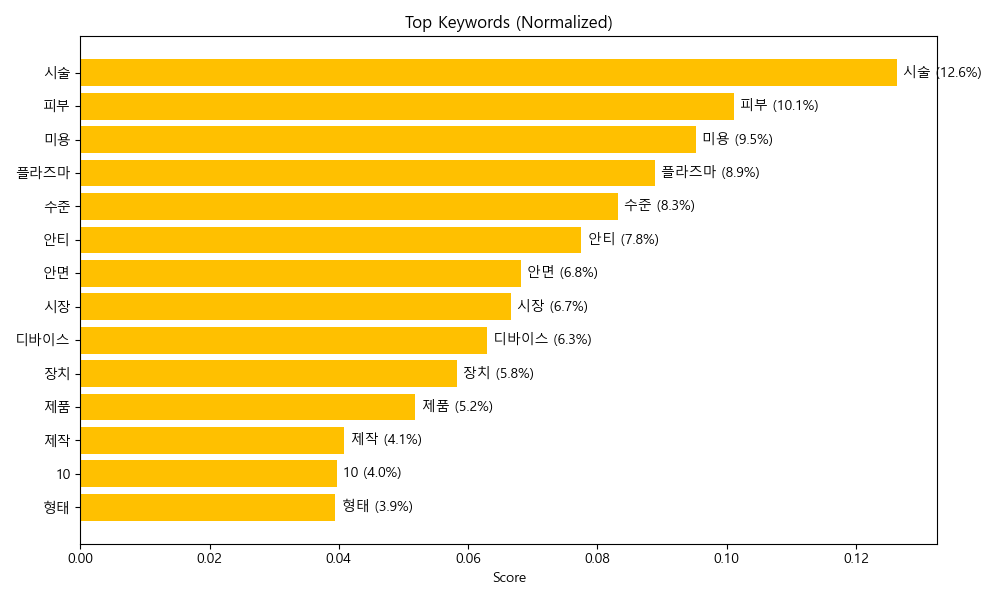 Top Keywords (Normalized)
시술 시술 (12.6%)
피부 피부 (10.1%)
미용 미용 (9.5%)
플라즈마 플라즈마 (8.9%)
수준 수준 (8.3%)
안티 안티 (7.8%)
안면 안면 (6.8%)
시장 시장 (6.7%)
디바이스 디바이스 (6.3%)
장치 장치 (5.8%)
제품 제품 (5.2%)
제작 제작 (4.1%)
10 10 (4.0%)
형태 형태 (3.9%)
0.00 0.02 0.04 0.06 0.08 0.10 0.12
Score